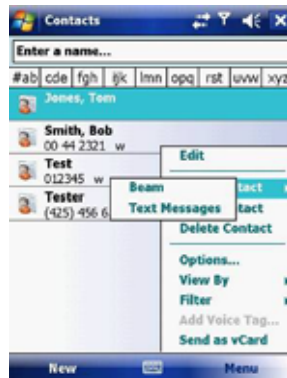 Contacts
Enter a name...
#ab cde fgh ijk lmn opq rst uvw xyz
Jones, Tom
Smith, Bob
00 44 2321 w
Edit
Test
012345 w
Beam
tact
Tester
Text Messages
tact
(425) 456 6
Delete Contact
Options...
View By
Filter
Add Voice Tag...
Send as vCard
New
Menu